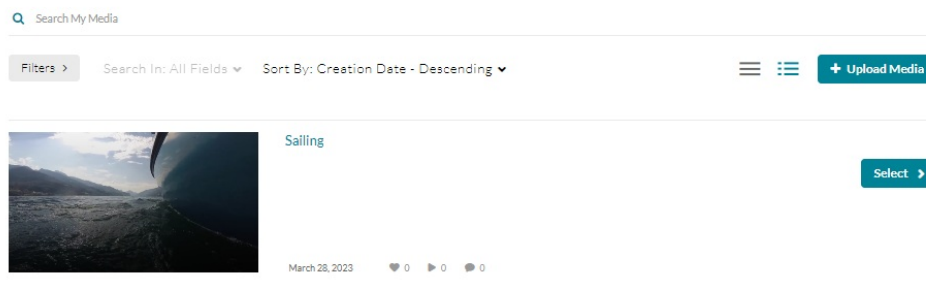 Search My Media
Filters >
Search In: All Fields
Sort By: Creation Date - Descending
+ Upload Media
Sailing
Select >
March 28, 2023 0 0 0